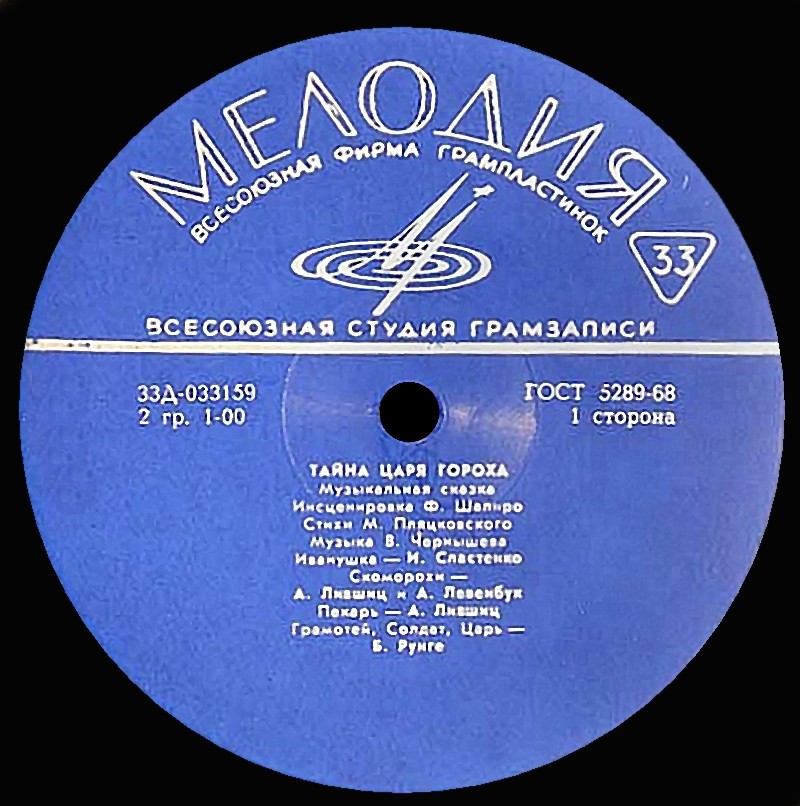 МЕЛОДИЯ
ВСЕСОЮЗНАЯ ФИРМА ГРАМПЛАСТИНОК
33
ВСЕСОЮЗНАЯ СТУДИЯ ГРАМЗАПИСИ
33Д-033159 ГОСТ 5289-68
2 гр. 1-00 1 сторона
ТАЙНА ЦАРЯ ГОРОХА
Музыкальная сказка
Инсценировка Ф. Шапиро
Стихи М. Пляцковского
Музыка В. Чернышева
Иванушка — И. Сластенко
Скоморохи —
А. Лившиц и А. Левенбук
Пекарь — А. Лившиц
Грамотей, Солдат, Царь —
Б. Рунге